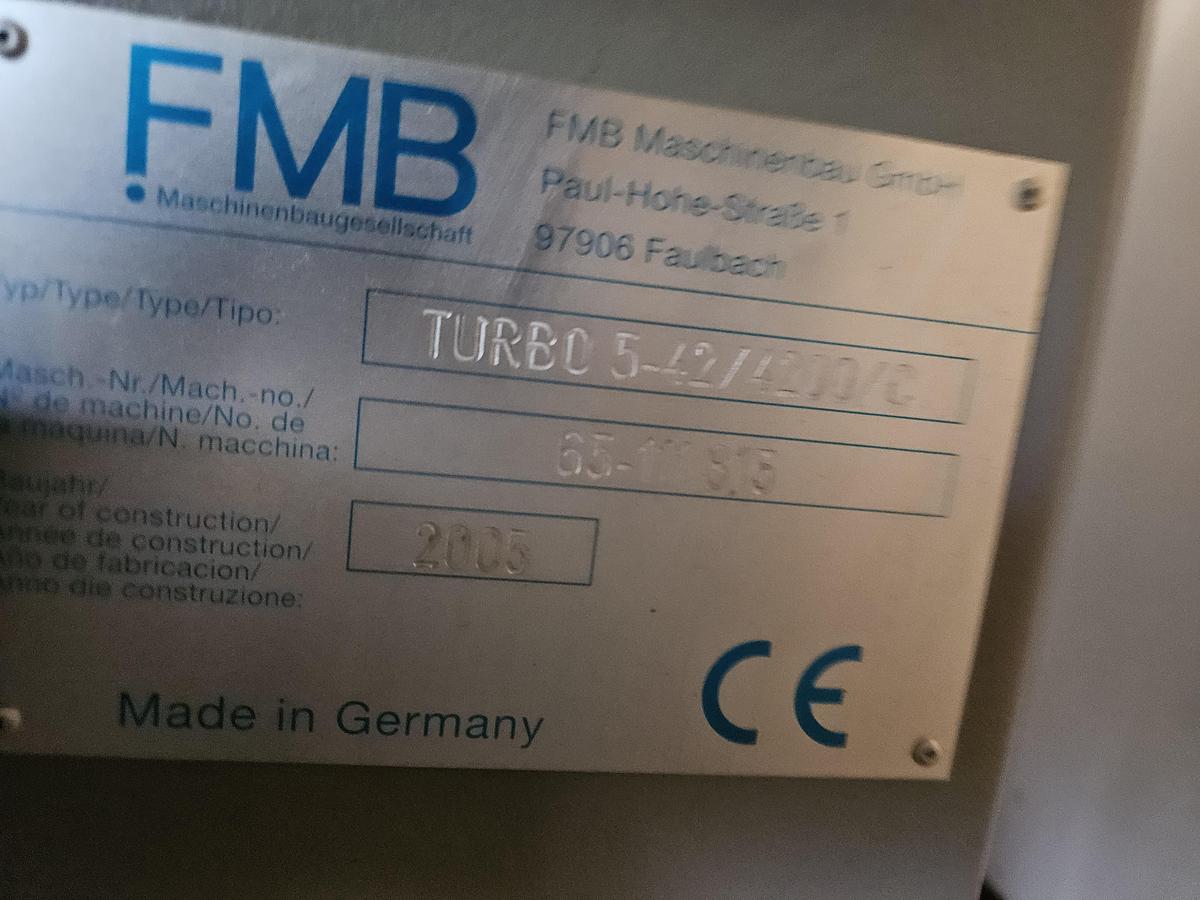 FMB
Maschinenbaugesellschaft
FMB Maschinenbau GmbH
Paul-Hohe-Straße 1
97906 Faulbach
Typ/Type/Type/Tipo:
TURBO 5-42/4200/C
Masch.-Nr./Mach.-no./
Nº de machine/No. de
la maquina/N. macchina:
Baujahr/
Year of construction/
Année de construction/
Año de fabricacion/
Anno die construzione:
2005
Made in Germany
CE